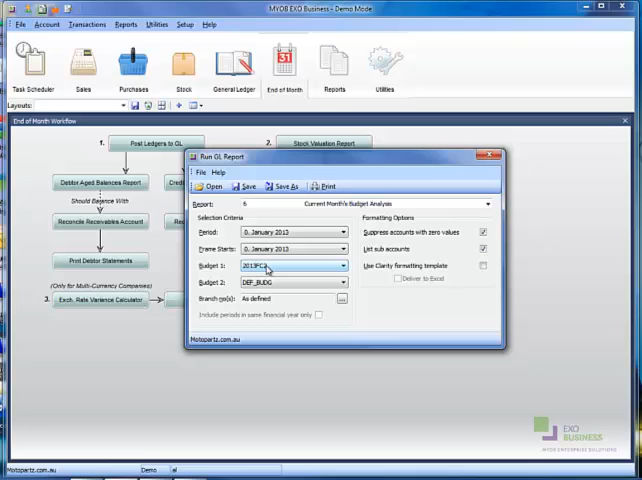 MYOB EXO Business - Demo Mode
File Account Transactions Reports Utilities Setup Help
Task Scheduler Sales Purchases Stock General Ledger End of Month Reports Utilities
Layouts:
End of Month Workflow
1. Post Ledgers to GL
2. Stock Valuation Report
Debtor Aged Balances Report
Should Balance With
Reconcile Receivables Account
Print Debtor Statements
(Only for Multi-Currency Companies)
3. Exch. Rate Variance Calculator
Run GL Report
File Help
Open Save Save As Print
Report: 6 Current Month's Budget Analysis
Selection Criteria
Period: 0. January 2013
Frame Starts: 0. January 2013
Budget 1: 2013FC2
Budget 2: DEF_BUDG
Branch no(s): As defined ...
Include periods in same financial year only
Formatting Options
Suppress accounts with zero values
List sub accounts
Use Clarity formatting template
Deliver to Excel
Motopartz.com.au
EXO
BUSINESS
MYOB ENTERPRISE SOLUTIONS
Motopartz.com.au Demo al